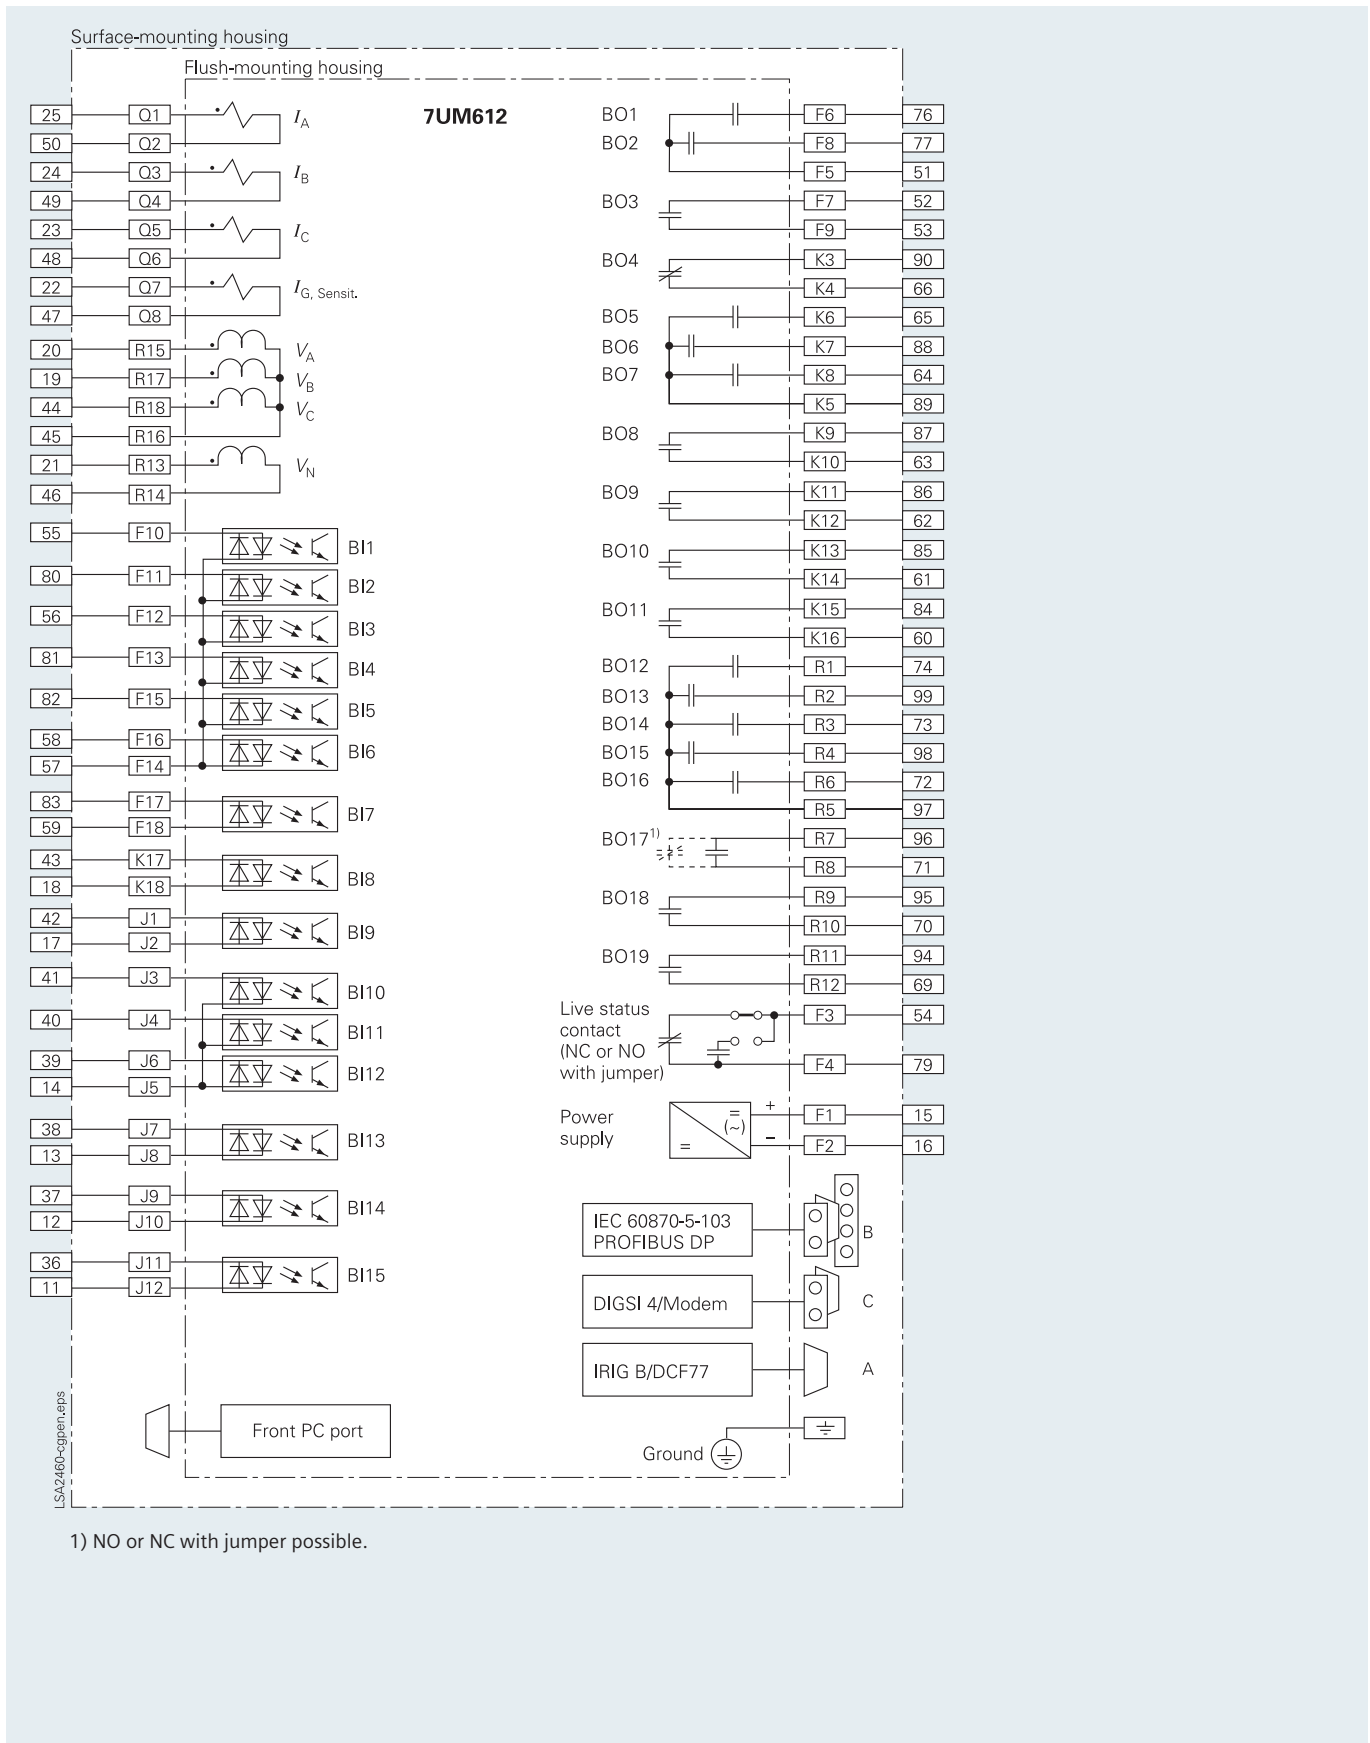 Surface-mounting housing
Flush-mounting housing
7UM612
25 Q1 I A
50 Q2
24 Q3 I B
49 Q4
23 Q5 I C
48 Q6
22 Q7 I G, Sensit.
47 Q8
20 R15 V A
19 R17 V B
44 R18 V C
45 R16
21 R13 V N
46 R14
55 F10 BI1
80 F11 BI2
56 F12 BI3
81 F13 BI4
82 F15 BI5
58 F16 BI6
57 F14
83 F17 BI7
59 F18
43 K17 BI8
18 K18
42 J1 BI9
17 J2
41 J3 BI10
40 J4 BI11
39 J6 BI12
14 J5
38 J7 BI13
13 J8
37 J9 BI14
12 J10
36 J11 BI15
11 J12
Front PC port
BO1 F6 76
BO2 F8 77
F5 51
BO3 F7 52
F9 53
BO4 K3 90
K4 66
BO5 K6 65
BO6 K7 88
BO7 K8 64
K5 89
BO8 K9 87
K10 63
BO9 K11 86
K12 62
BO10 K13 85
K14 61
BO11 K15 84
K16 60
BO12 R1 74
BO13 R2 99
BO14 R3 73
BO15 R4 98
BO16 R6 72
R5 97
BO17 1) R7 96
R8 71
BO18 R9 95
R10 70
BO19 R11 94
R12 69
Live status
contact
(NC or NO
with jumper)
F3 54
F4 79
Power
supply
= (~) =
+ F1 15
– F2 16
IEC 60870-5-103
PROFIBUS DP
B
DIGSI 4/Modem
C
IRIG B/DCF77
A
Ground
LSA2460-cgpen.eps
1) NO or NC with jumper possible.